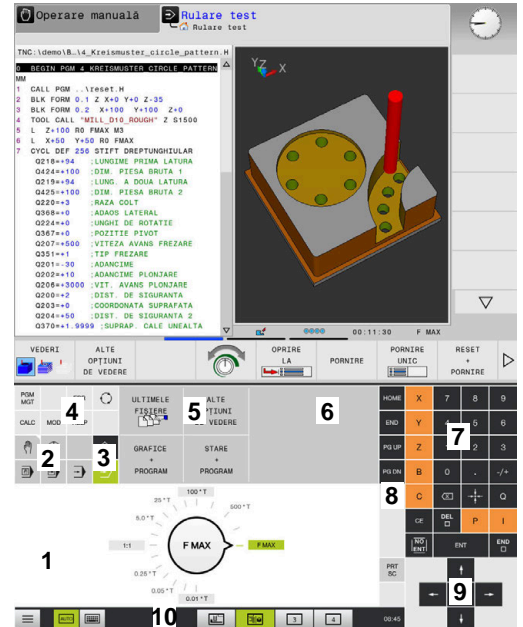 Operare manuală
Rulare test
Rulare test
TNC:\demo\B…\4_Kreismuster_circle_pattern.H
0 BEGIN PGM 4_KREISMUSTER_CIRCLE_PATTERN
MM
1 CALL PGM ..\reset.H
2 BLK FORM 0.1 Z X+0 Y+0 Z-35
3 BLK FORM 0.2 X+100 Y+100 Z+0
4 TOOL CALL "MILL_D10_ROUGH" Z S1500
5 L Z+100 R0 FMAX M3
6 L X+50 Y+50 R0 FMAX
7 CYCL DEF 256 STIFT DREPTUNGHIULAR
Q218=+94 ;LUNGIME PRIMA LATURA
Q424=+100 ;DIM. PIESA BRUTA 1
Q219=+94 ;LUNG. A DOUA LATURA
Q425=+100 ;DIM. PIESA BRUTA 2
Q220=+3 ;RAZA COLT
Q368=+0 ;ADAOS LATERAL
Q224=+0 ;UNGHI DE ROTATIE
Q367=+0 ;POZITIE PIVOT
Q207=+500 ;VITEZA AVANS FREZARE
Q351=+1 ;TIP FREZARE
Q201=-30 ;ADANCIME
Q202=+10 ;ADANCIME PLONJARE
Q206=+3000 ;VIT. AVANS PLONJARE
Q200=+2 ;DIST. DE SIGURANTA
Q203=+0 ;COORDONATA SUPRAFATA
Q204=+50 ;DIST. DE SIGURANTA 2
Q370=+1.9999 ;SUPRAP. CALE UNEALTA
Y Z X
00:11:30 F MAX
VEDERI
ALTE
OPȚIUNI
DE VEDERE
OPRIRE
LA
PORNIRE
PORNIRE
UNIC
RESET
+
PORNIRE
PGM
MGT
CALC
MOD
4
2
3
ULTIMELE
FIȘIERE
5
ALTE
VEDERE
GRAFICE
+
PROGRAM
STARE
+
PROGRAM
6
HOME X 7 8 9
END Y 4 5 6
PG UP Z 1 2 3
7
PG DN B 0 . -/+
8
C Q
CE DEL P I
NO
ENT
ENT
END
PRT
SC
9
100 *T
25 *T
500 *T
5.0 *T
1:1
F MAX
F MAX
0.25 *T
0.05 *T
0.01 *T
1
AUTO
10
3
4
00:45